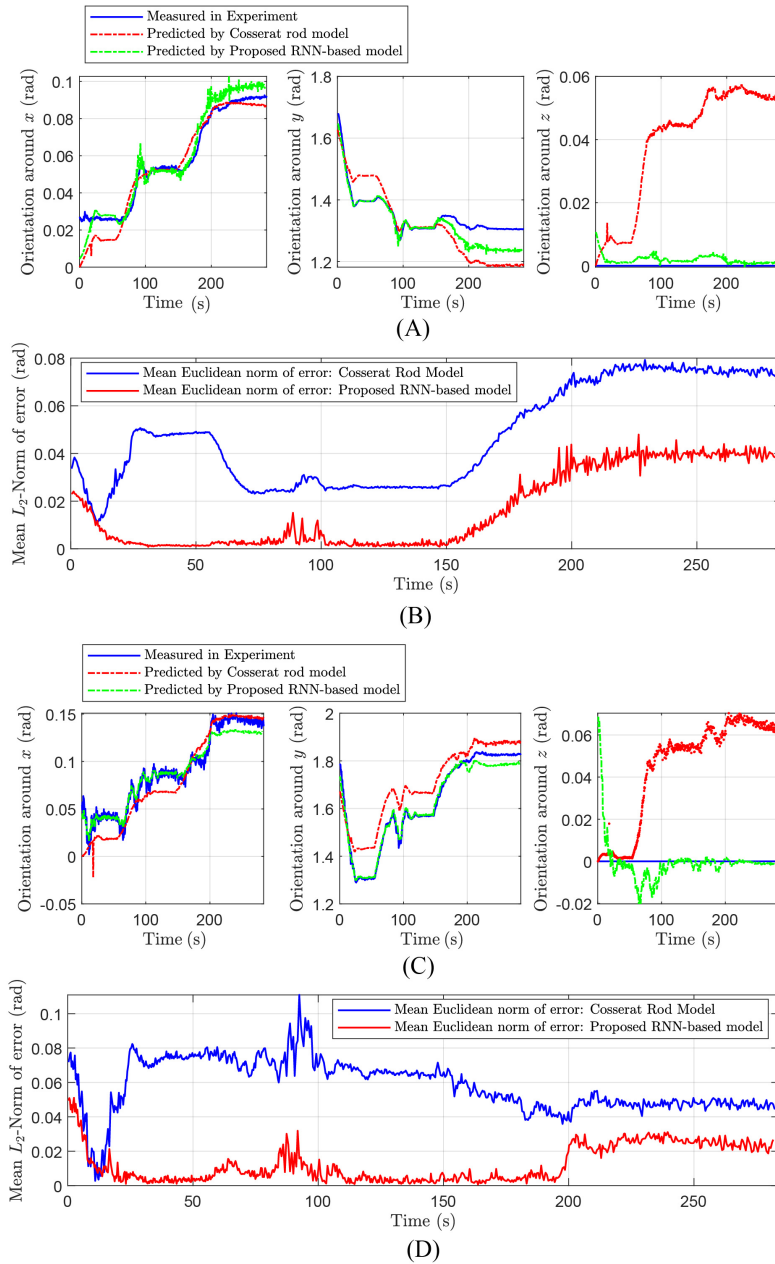 Measured in Experiment
Predicted by Cosserat rod model
Predicted by Proposed RNN-based model
Orientation around x (rad)
0.1
0.08
0.06
0.04
0.02
0
0
100
200
Time (s)
Orientation around y (rad)
1.8
1.6
1.4
1.2
0
100
200
Time (s)
Orientation around z (rad)
0.06
0.04
0.02
0
0
100
200
Time (s)
(A)
Mean L₂-Norm of error (rad)
0.08
0.06
0.04
0.02
0
Mean Euclidean norm of error: Cosserat Rod Model
Mean Euclidean norm of error: Proposed RNN-based model
0
50
100
150
200
250
Time (s)
(B)
Measured in Experiment
Predicted by Cosserat rod model
Predicted by Proposed RNN-based model
Orientation around x (rad)
0.15
0.1
0.05
0
-0.05
0
100
200
Time (s)
Orientation around y (rad)
2
1.8
1.6
1.4
1.2
0
100
200
Time (s)
Orientation around z (rad)
0.06
0.04
0.02
0
-0.02
0
100
200
Time (s)
(C)
Mean L₂-Norm of error (rad)
0.1
0.08
0.06
0.04
0.02
0
Mean Euclidean norm of error: Cosserat Rod Model
Mean Euclidean norm of error: Proposed RNN-based model
0
50
100
150
200
250
Time (s)
(D)